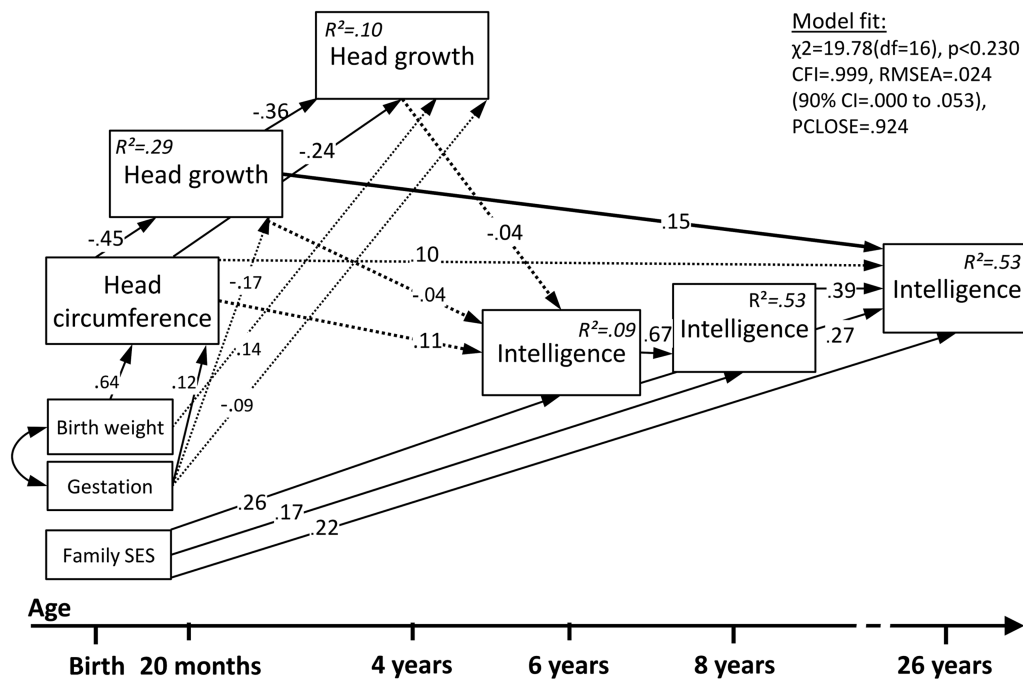 R²=.10
Head growth
Model fit:
χ2=19.78(df=16), p<0.230
CFI=.999, RMSEA=.024
(90% CI=.000 to .053),
PCLOSE=.924
-.36
R²=.29
Head growth
-.24
-.45
.15
-.04
Head
circumference
-.17
.10
-.04
R²=.53
Intelligence
.39
.11
R²=.09
Intelligence
.67
R²=.53
Intelligence
.27
.14
.64
.12
-.09
Birth weight
Gestation
.26
.17
.22
Family SES
Age
Birth 20 months 4 years 6 years 8 years 26 years